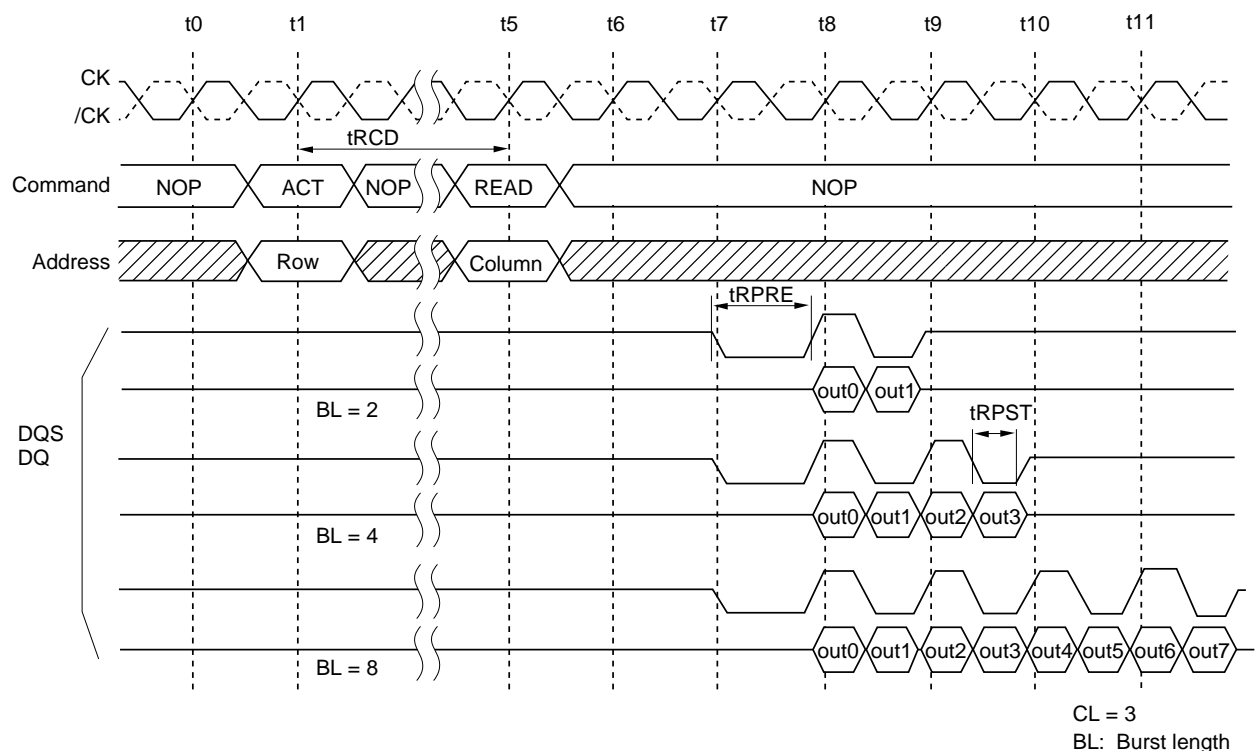 t0 t1 t5 t6 t7 t8 t9 t10 t11
CK
/CK
tRCD
Command NOP ACT NOP READ NOP
Address Row Column
tRPRE
out0 out1
BL = 2
tRPST
DQS
DQ
out0 out1 out2 out3
BL = 4
out0 out1 out2 out3 out4 out5 out6 out7
BL = 8
CL = 3
BL: Burst length